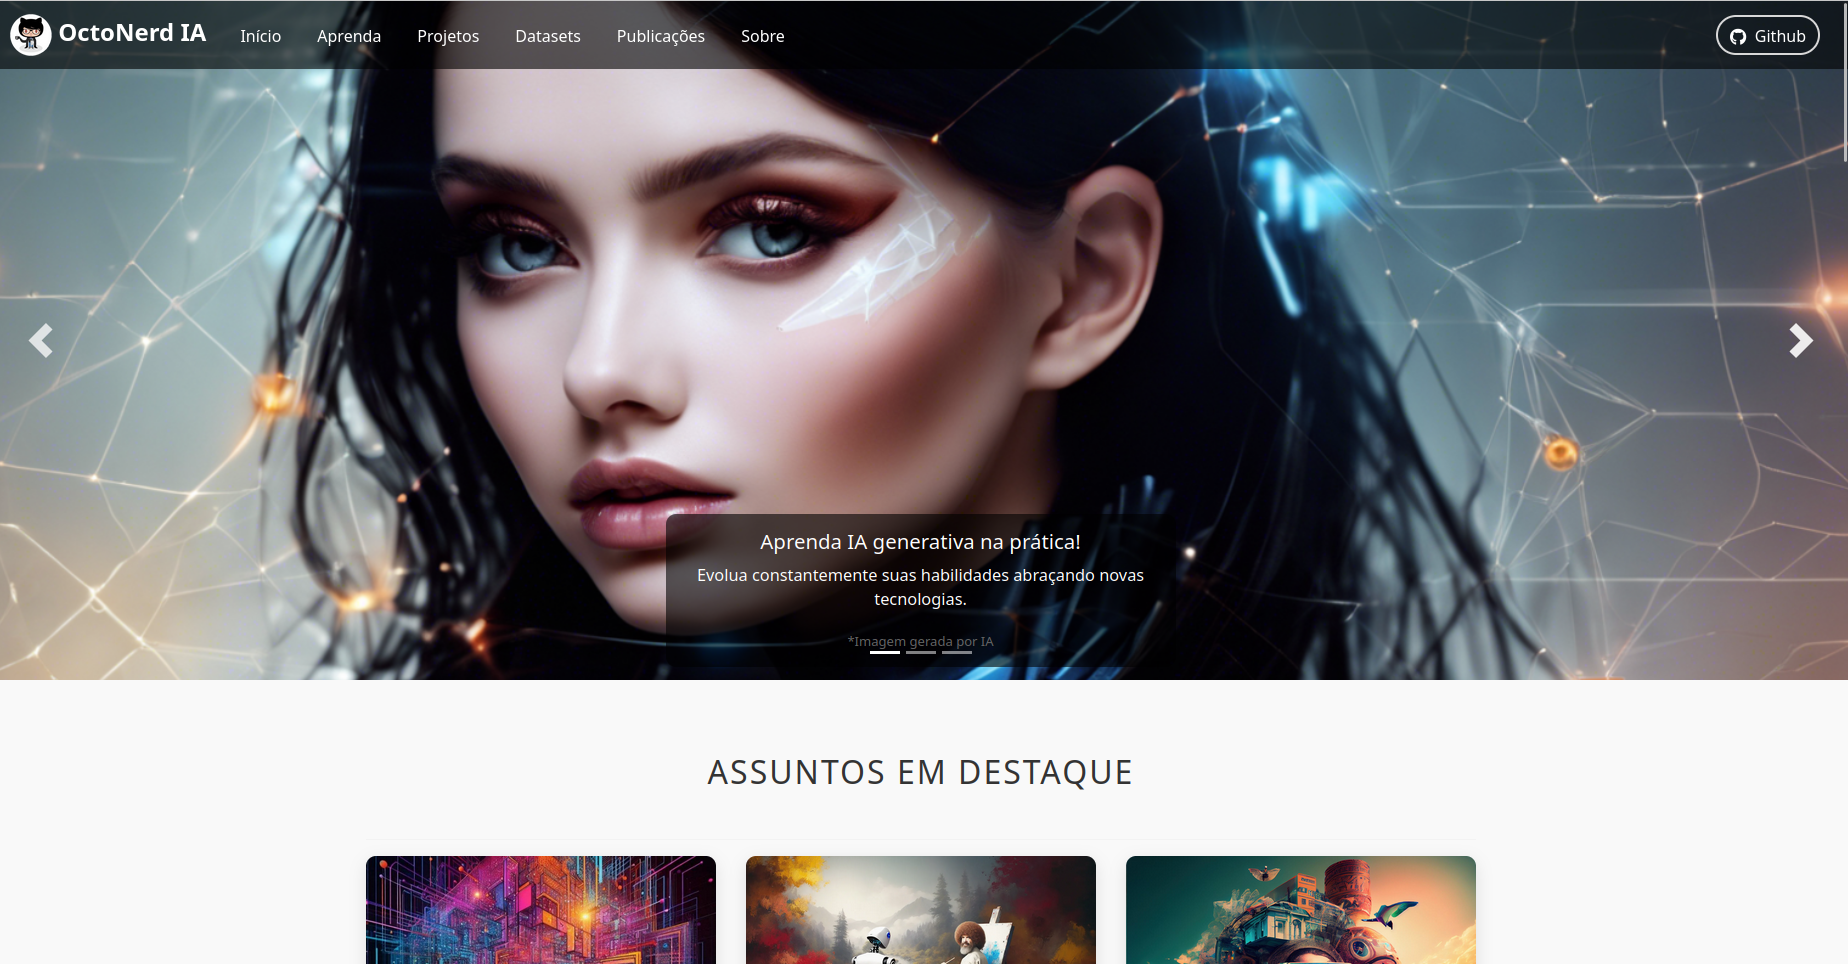 OctoNerd IA
Início
Aprenda
Projetos
Datasets
Publicações
Sobre
Github
Aprenda IA generativa na prática!
Evolua constantemente suas habilidades abraçando novas
tecnologias.
*Imagem gerada por IA
ASSUNTOS EM DESTAQUE